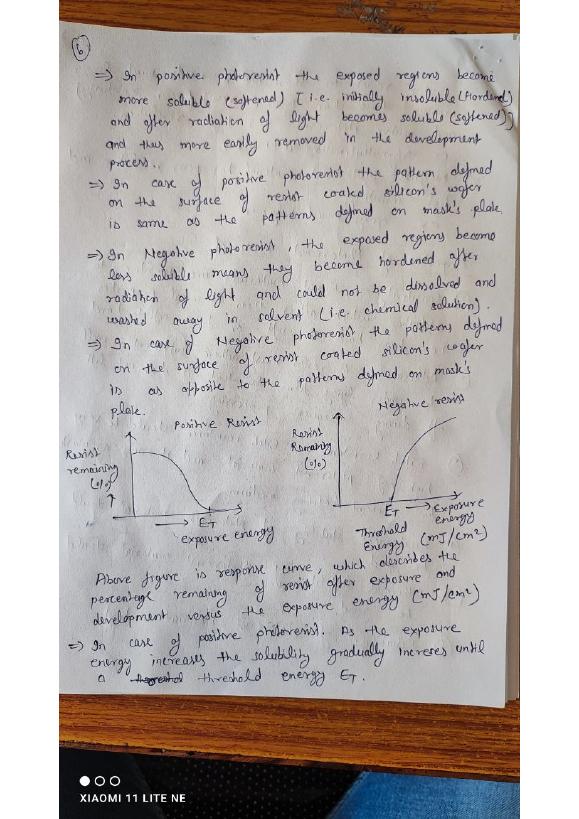 6
⇒ In positive photoresist the exposed regions become
more soluble (softened) [i.e. initially insoluble (Hardend)
and after radiation of light becomes soluble (softened)]
and thus more easily removed in the development
process.
⇒ In case of positive photoresist the pattern defined
on the surface of resist coated silicon's wafer
is same as the patterns defined on mask's plate
⇒ In Negative photoresist, the exposed regions become
less soluble means they become hardened after
radiation of light and could not be dissolved and
washed away in solvent (i.e. chemical solution).
⇒ In case of Negative photoresist the patterns defined
on the surface of resist coated silicon's wafer
is as opposite to the patterns defined on mask's
plate.
Positive Resist
Resist
remaining
(%)
↑
→ ET
exposure energy
Negative resist
Resist
Remaining
(%)
ET → Exposure
energy
(mJ/cm²)
Threshold
Energy
Above figure is response curve, which describes the
percentage remaining of resist after exposure and
development versus the exposure energy (mJ/cm²)
⇒ In case of positive photoresist. As the exposure
energy increases the solubility gradually increses until
a threshold energy ET.
XIAOMI 11 LITE NE